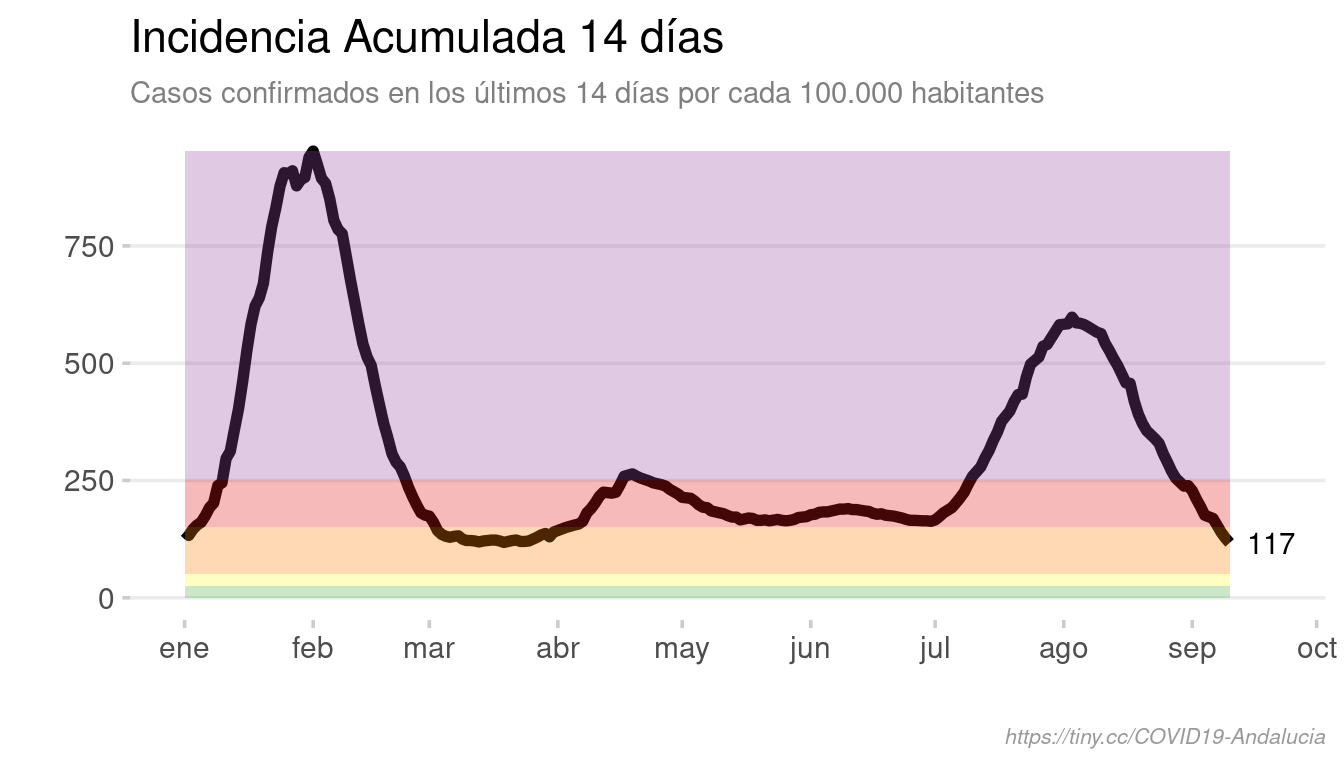 Incidencia Acumulada 14 días
Casos confirmados en los últimos 14 días por cada 100.000 habitantes
750
500
250
0
117
ene feb mar abr may jun jul ago sep oct
https://tiny.cc/COVID19-Andalucia